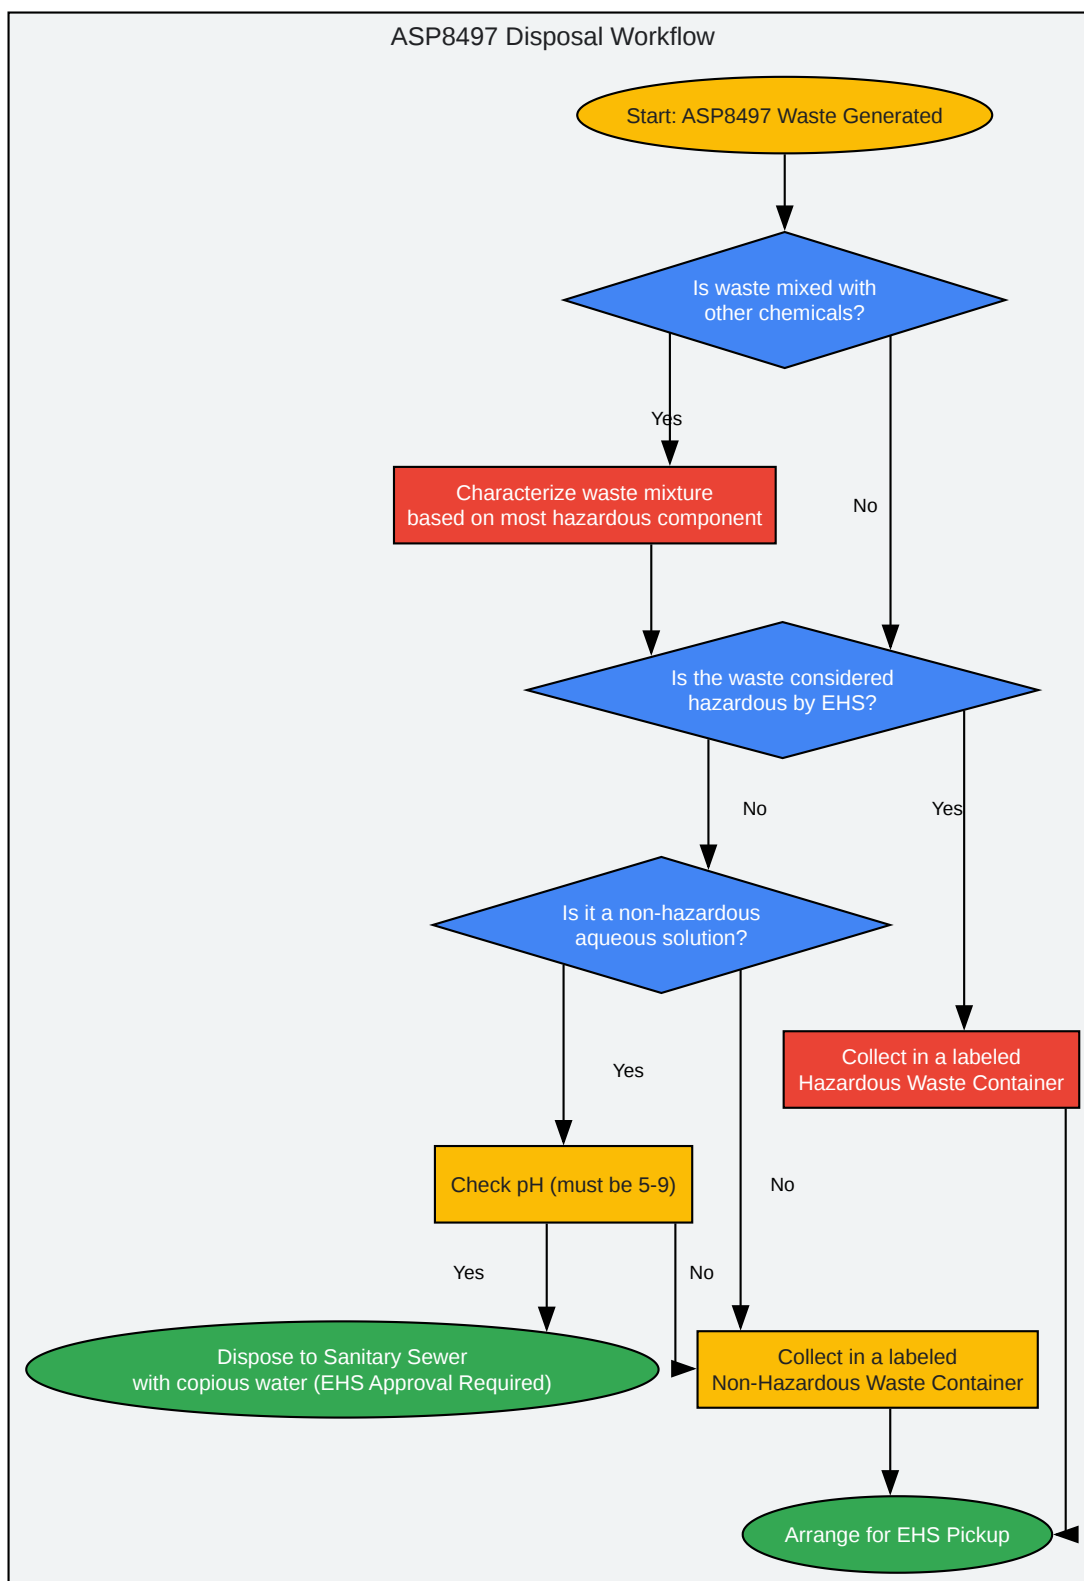 ASP8497 Disposal Workflow
Start: ASP8497 Waste Generated
Is waste mixed with
other chemicals?
Yes
Characterize waste mixture
based on most hazardous component
No
Is the waste considered
hazardous by EHS?
No
Yes
Is it a non-hazardous
aqueous solution?
Collect in a labeled
Hazardous Waste Container
Yes
Check pH (must be 5-9)
No
Yes
No
Dispose to Sanitary Sewer
with copious water (EHS Approval Required)
Collect in a labeled
Non-Hazardous Waste Container
Arrange for EHS Pickup